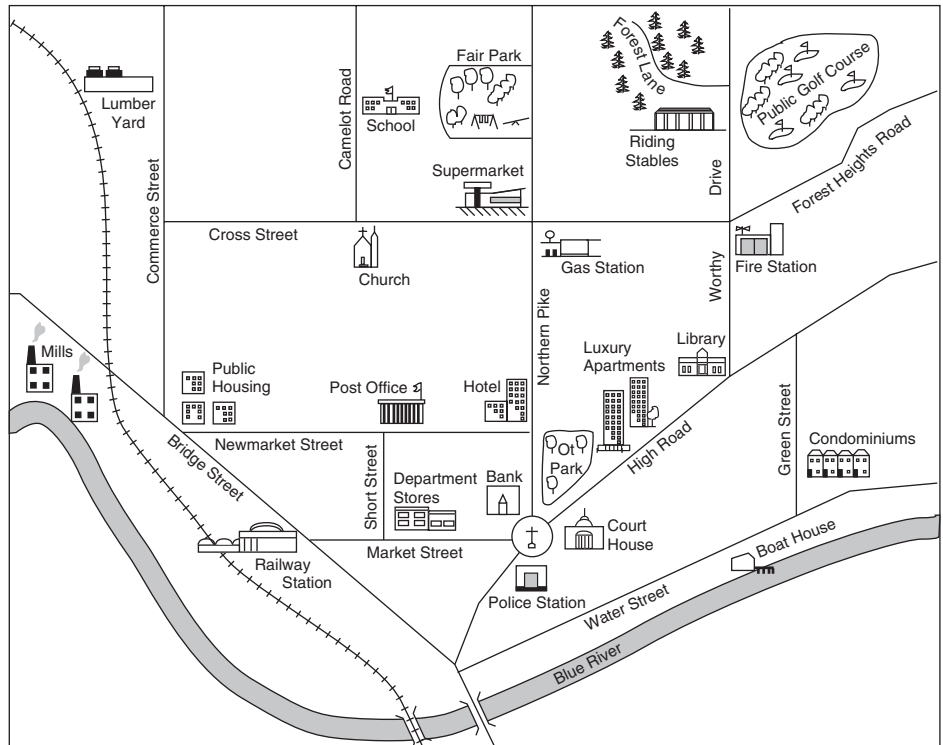 Fair Park
Forest Lane
Public Golf Course
Lumber
Yard
Camelot Road
School
Riding
Stables
Supermarket
Drive
Forest Heights Road
Commerce Street
Cross Street
Church
Gas Station
Worthy
Fire Station
Northern Pike
Mills
Public
Housing
Post Office
Hotel
Luxury
Apartments
Library
Newmarket Street
Bridge Street
Short Street
Department
Stores
Bank
Ot
Park
High Road
Green Street
Condominiums
Market Street
Court
House
Railway
Station
Police Station
Boat House
Water Street
Blue River